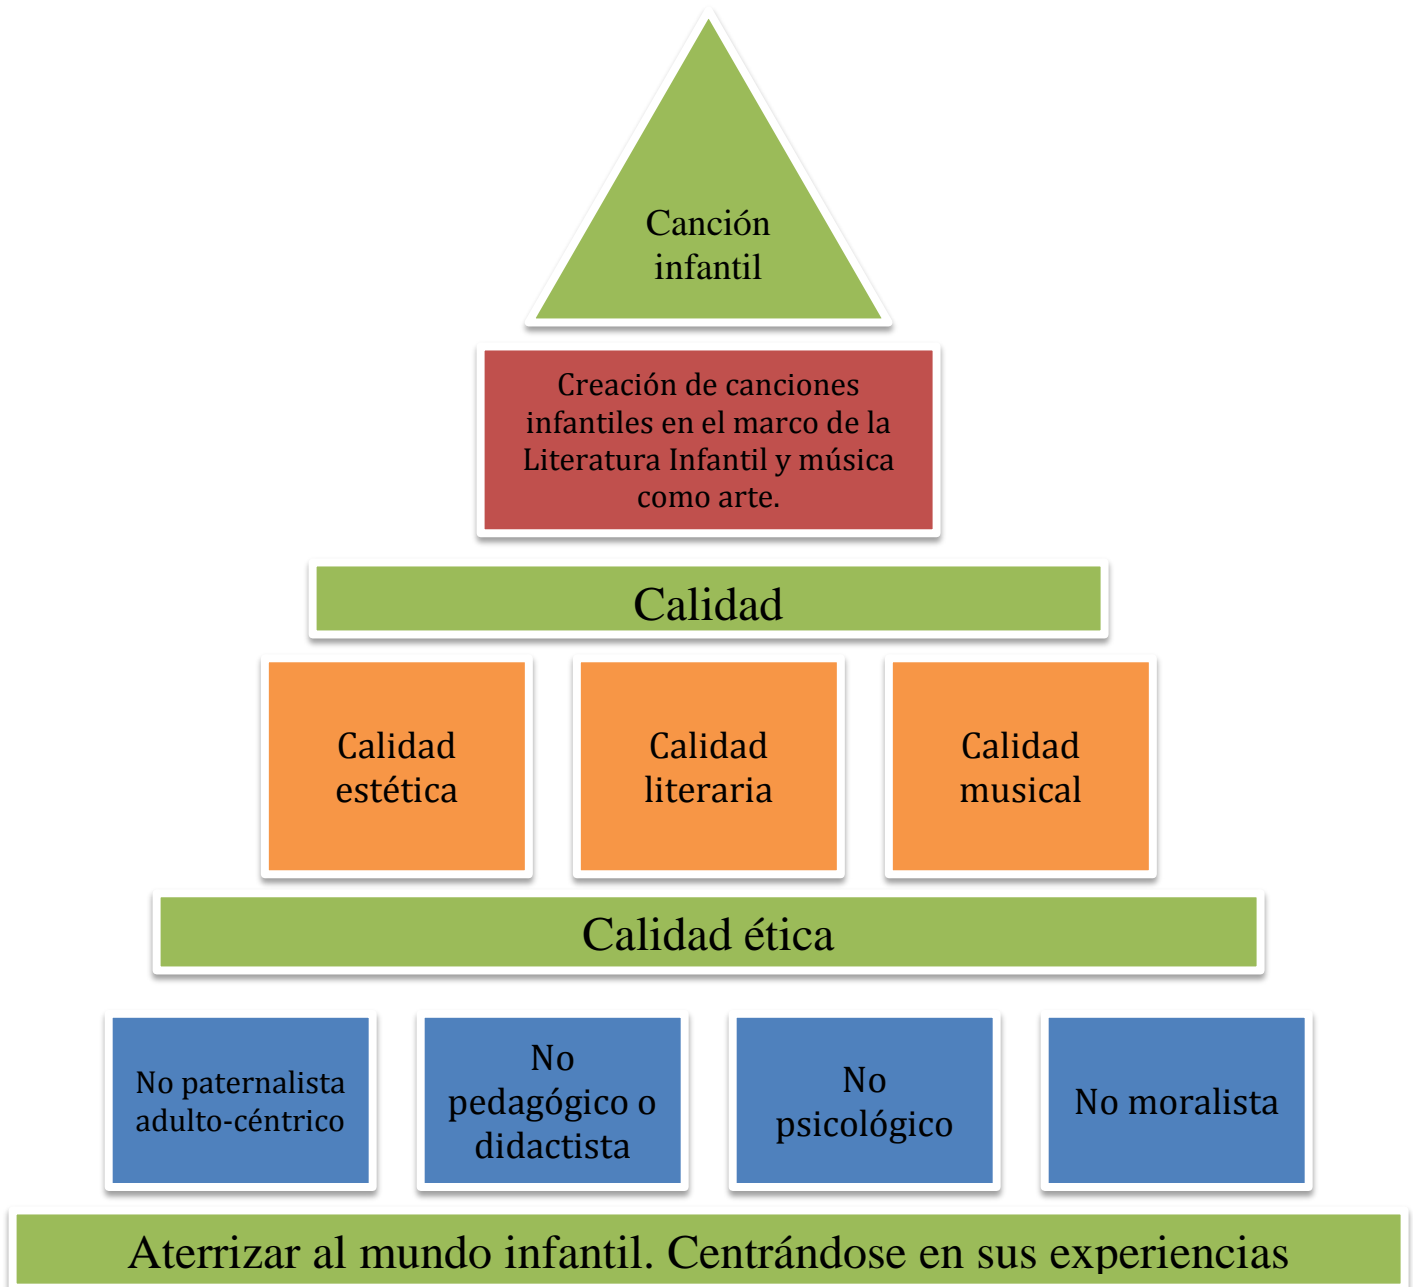 Canción
infantil
Creación de canciones
infantiles en el marco de la
Literatura Infantil y música
como arte.
Calidad
Calidad
estética
Calidad
literaria
Calidad
musical
Calidad ética
No paternalista
adulto-céntrico
No
pedagógico o
didactista
No
psicológico
No moralista
Aterrizar al mundo infantil. Centrándose en sus experiencias